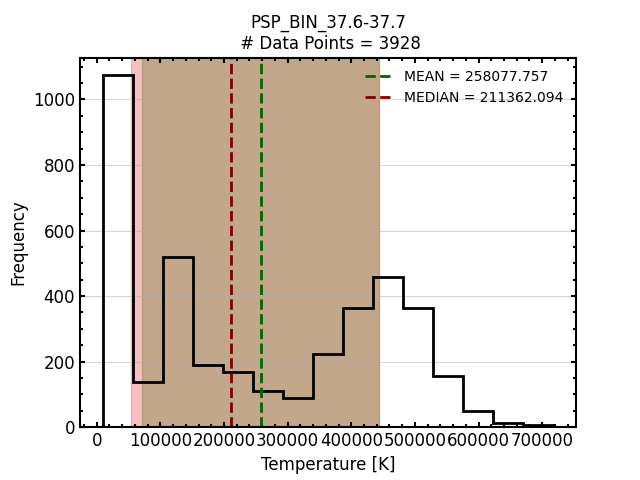 PSP_BIN_37.6-37.7
# Data Points = 3928
MEAN = 258077.757
MEDIAN = 211362.094
Frequency
1000
800
600
400
200
0
0 100000 200000 300000 400000 500000 600000 700000
Temperature [K]